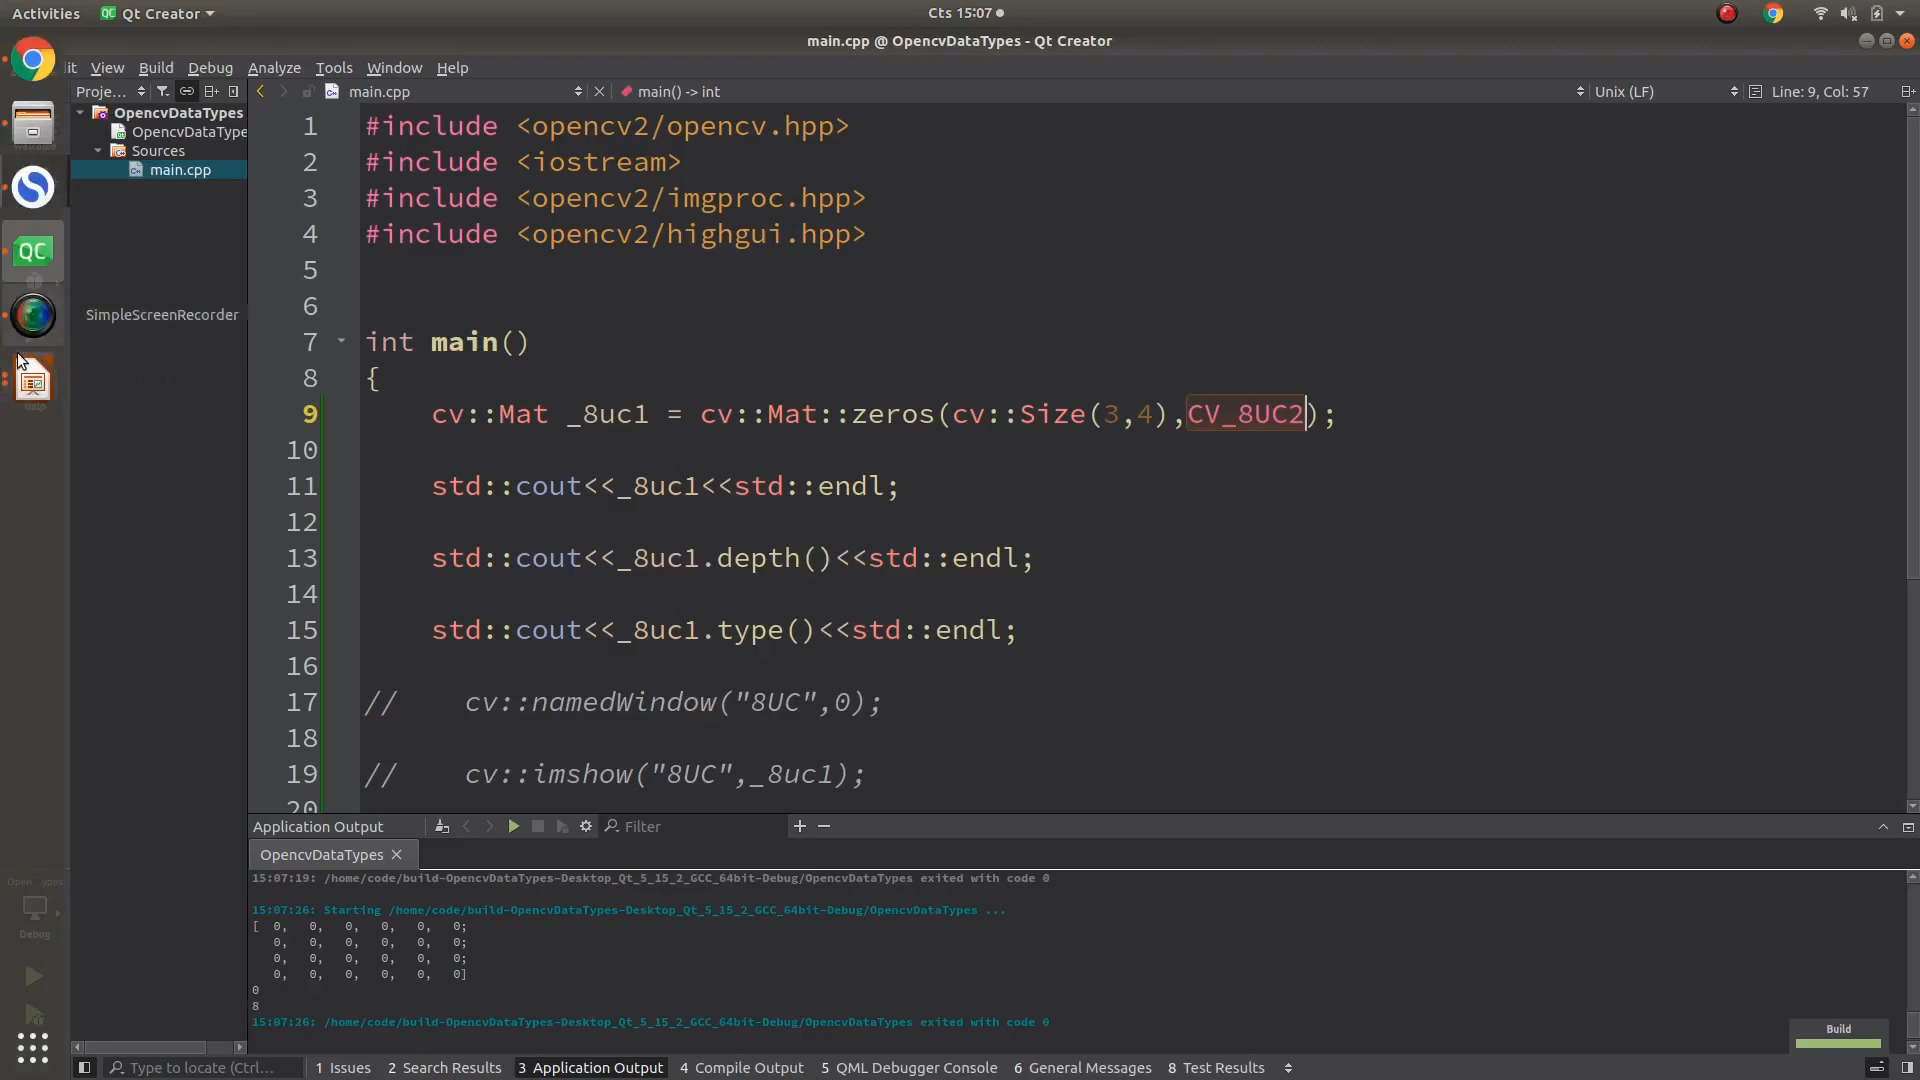 Activities Qt Creator Cts 15:07
main.cpp @ OpencvDataTypes - Qt Creator
it View Build Debug Analyze Tools Window Help
Proje... main.cpp main() -> int Unix (LF) Line: 9, Col: 57
OpencvDataTypes
OpencvDataType
Sources
main.cpp
SimpleScreenRecorder
QC
1 #include <opencv2/opencv.hpp>
2 #include <iostream>
3 #include <opencv2/imgproc.hpp>
4 #include <opencv2/highgui.hpp>
5
6
7 int main()
8 {
9 cv::Mat _8uc1 = cv::Mat::zeros(cv::Size(3,4),CV_8UC2);
10
11 std::cout<<_8uc1<<std::endl;
12
13 std::cout<<_8uc1.depth()<<std::endl;
14
15 std::cout<<_8uc1.type()<<std::endl;
16
17 // cv::namedWindow("8UC",0);
18
19 // cv::imshow("8UC",_8uc1);
20
Application Output Filter
OpencvDataTypes
15:07:19: /home/code/build-OpencvDataTypes-Desktop_Qt_5_15_2_GCC_64bit-Debug/OpencvDataTypes exited with code 0
15:07:26: Starting /home/code/build-OpencvDataTypes-Desktop_Qt_5_15_2_GCC_64bit-Debug/OpencvDataTypes ...
[ 0, 0, 0, 0, 0, 0;
0, 0, 0, 0, 0, 0;
0, 0, 0, 0, 0, 0;
0, 0, 0, 0, 0, 0]
0
8
15:07:26: /home/code/build-OpencvDataTypes-Desktop_Qt_5_15_2_GCC_64bit-Debug/OpencvDataTypes exited with code 0
Debug
Build
Type to locate (Ctrl... 1 Issues 2 Search Results 3 Application Output 4 Compile Output 5 QML Debugger Console 6 General Messages 8 Test Results